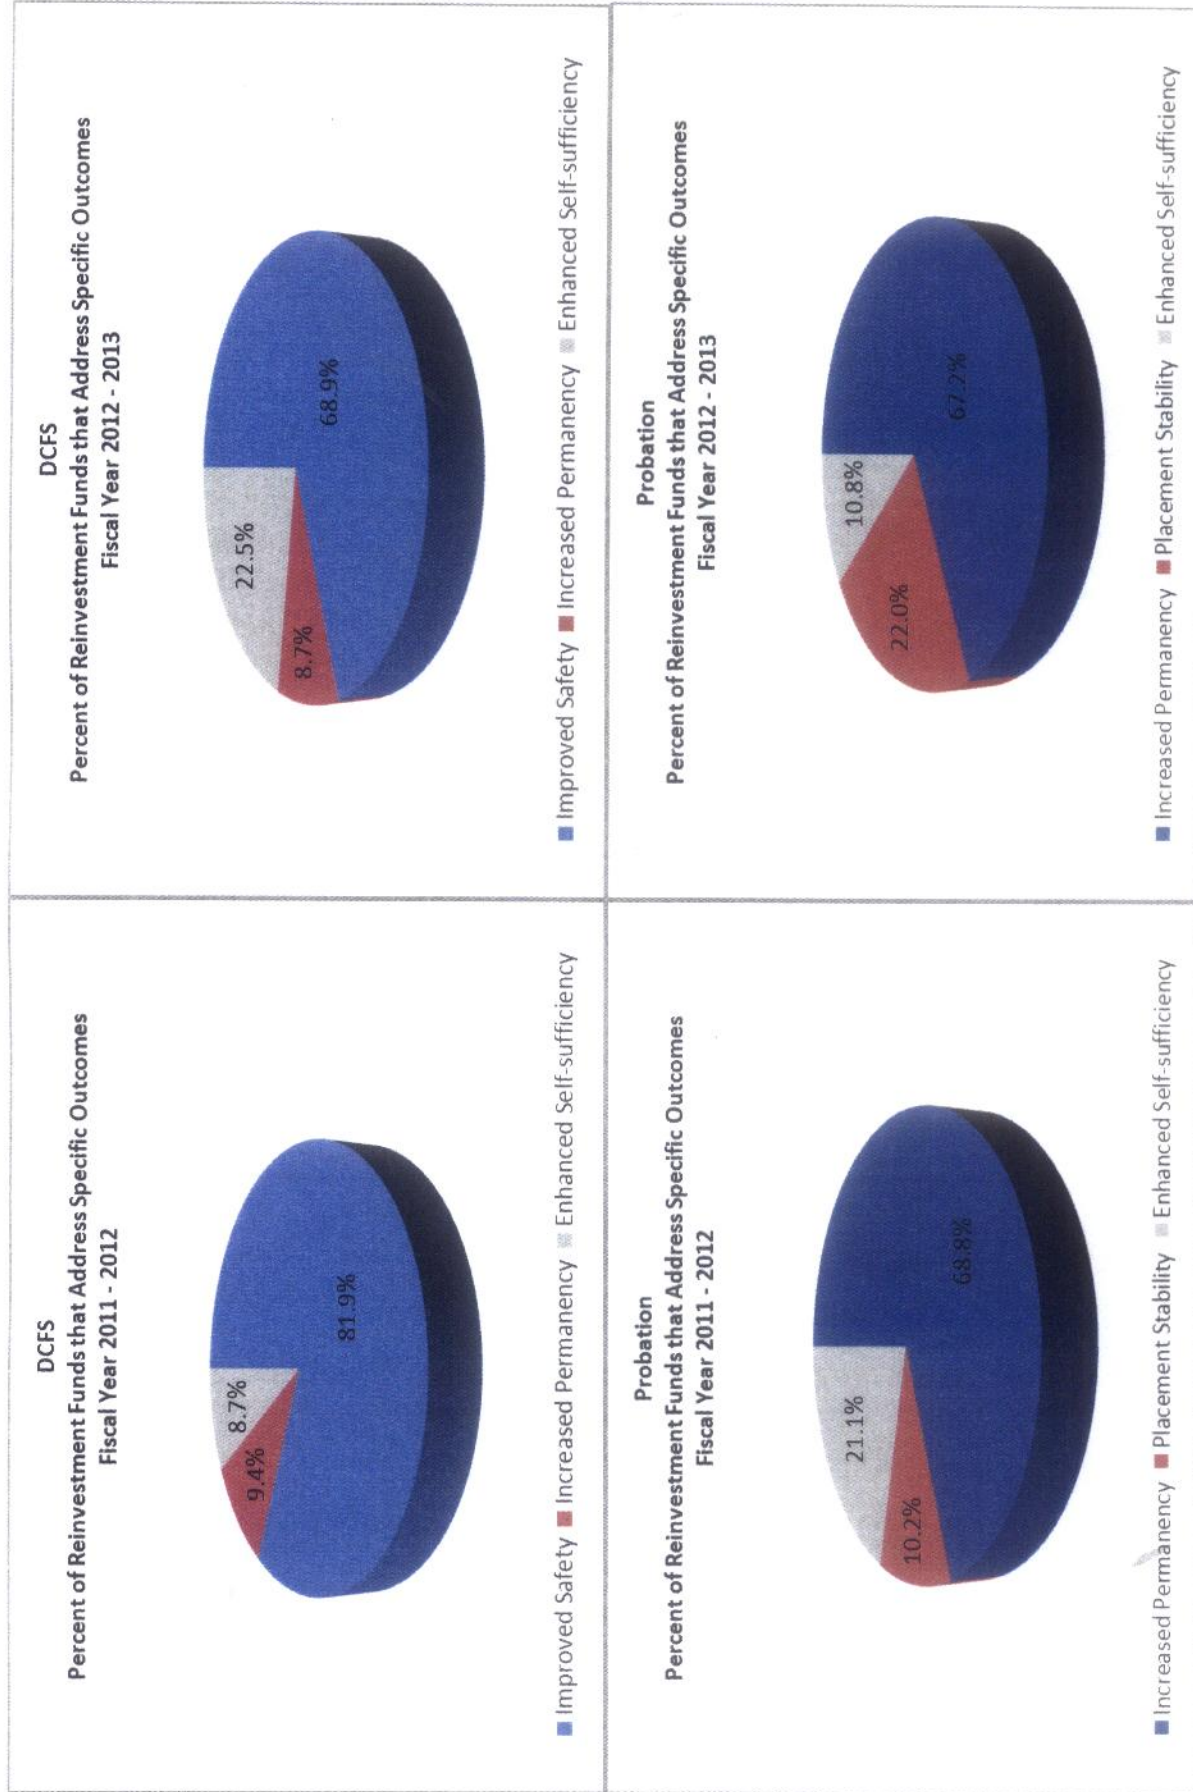 DCFS
Percent of Reinvestment Funds that Address Specific Outcomes
Fiscal Year 2011 - 2012
8.7%
9.4%
81.9%
Improved Safety Increased Permanency Enhanced Self-sufficiency
DCFS
Percent of Reinvestment Funds that Address Specific Outcomes
Fiscal Year 2012 - 2013
22.5%
8.7%
68.9%
Improved Safety Increased Permanency Enhanced Self-sufficiency
Probation
Percent of Reinvestment Funds that Address Specific Outcomes
Fiscal Year 2011 - 2012
21.1%
10.2%
68.8%
Increased Permanency Placement Stability Enhanced Self-sufficiency
Probation
Percent of Reinvestment Funds that Address Specific Outcomes
Fiscal Year 2012 - 2013
10.8%
22.0%
67.2%
Increased Permanency Placement Stability Enhanced Self-sufficiency